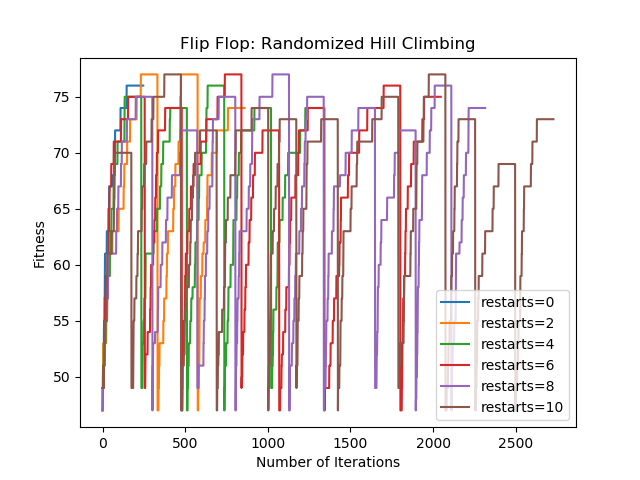 Flip Flop: Randomized Hill Climbing
Fitness
75
70
65
60
55
50
0 500 1000 1500 2000 2500
Number of Iterations
restarts=0
restarts=2
restarts=4
restarts=6
restarts=8
restarts=10